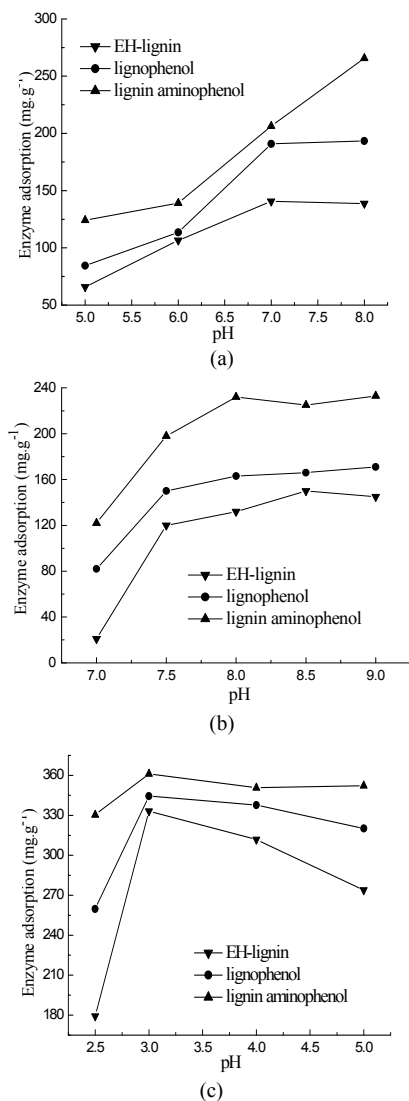 EH-lignin
lignophenol
lignin aminophenol
Enzyme adsorption (mg.g⁻¹)
300
250
200
150
100
50
5.0 5.5 6.0 6.5 7.0 7.5 8.0
pH
(a)
Enzyme adsorption (mg.g⁻¹)
240
200
160
120
80
40
0
EH-lignin
lignophenol
lignin aminophenol
7.0 7.5 8.0 8.5 9.0
pH
(b)
Enzyme adsorption (mg.g⁻¹)
360
330
300
270
240
210
180
EH-lignin
lignophenol
lignin aminophenol
2.5 3.0 4.0 4.5 5.0
pH
(c)